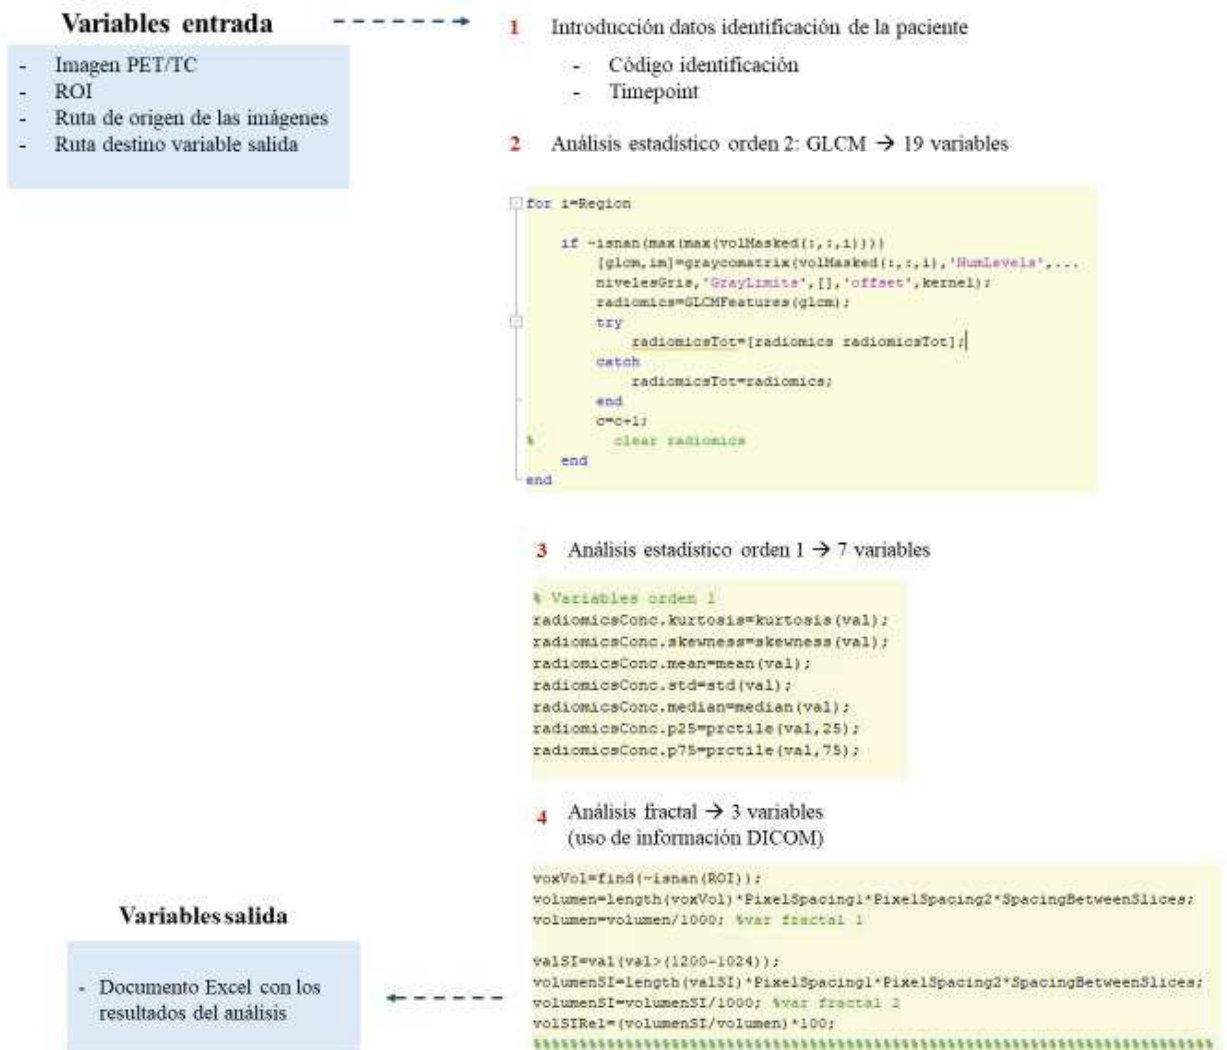 Variables entrada
- Imagen PET/TC
- ROI
- Ruta de origen de las imágenes
- Ruta destino variable salida
1 Introducción datos identificación de la paciente
- Código identificación
- Timepoint
2 Análisis estadístico orden 2: GLCM → 19 variables
for i=Region
if ~isnan(max(max(volMasked(:,:,i))))
[glcm,im]=graycomatrix(volMasked(:,:,i),'NumLevels',...
nivelesGris,'GrayLimits',[],'offset',kernel);
radiomics=GLCMFeatures(glcm);
try
radiomicsTot=[radiomics radiomicsTot];
catch
radiomicsTot=radiomics;
end
c=c+1;
% clear radiomics
end
end
3 Análisis estadístico orden 1 → 7 variables
% Variables orden 1
radiomicsConc.kurtosis=kurtosis(val);
radiomicsConc.skewness=skewness(val);
radiomicsConc.mean=mean(val);
radiomicsConc.std=std(val);
radiomicsConc.median=median(val);
radiomicsConc.p25=prctile(val,25);
radiomicsConc.p75=prctile(val,75);
4 Análisis fractal → 3 variables
(uso de información DICOM)
voxVol=find(~isnan(ROI));
volumen=length(voxVol)*PixelSpacing1*PixelSpacing2*SpacingBetweenSlices;
volumen=volumen/1000; %var fractal 1
valSI=val(val>(1200-1024));
volumenSI=length(valSI)*PixelSpacing1*PixelSpacing2*SpacingBetweenSlices;
volumenSI=volumenSI/1000; %var fractal 2
volSIRel=(volumenSI/volumen)*100;
%%%%%%%%%%%%%%%%%%%%%%%%%%%%%%%%%%%%%%%%%%%%%%%%%%%%%%%%%%%%%%%%%%%%%%%%%%
Variables salida
- Documento Excel con los
resultados del análisis